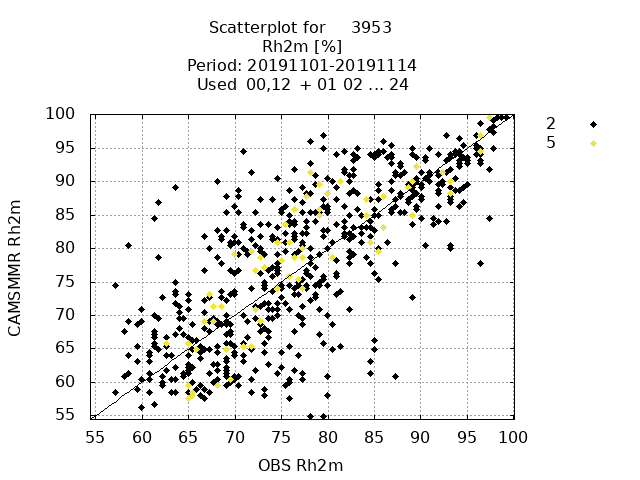 Scatterplot for 3953
Rh2m [%]
Period: 20191101-20191114
Used 00,12 + 01 02 ... 24
2
5
CAMSMMR Rh2m
100
95
90
85
80
75
70
65
60
55
55 60 65 70 75 80 85 90 95 100
OBS Rh2m